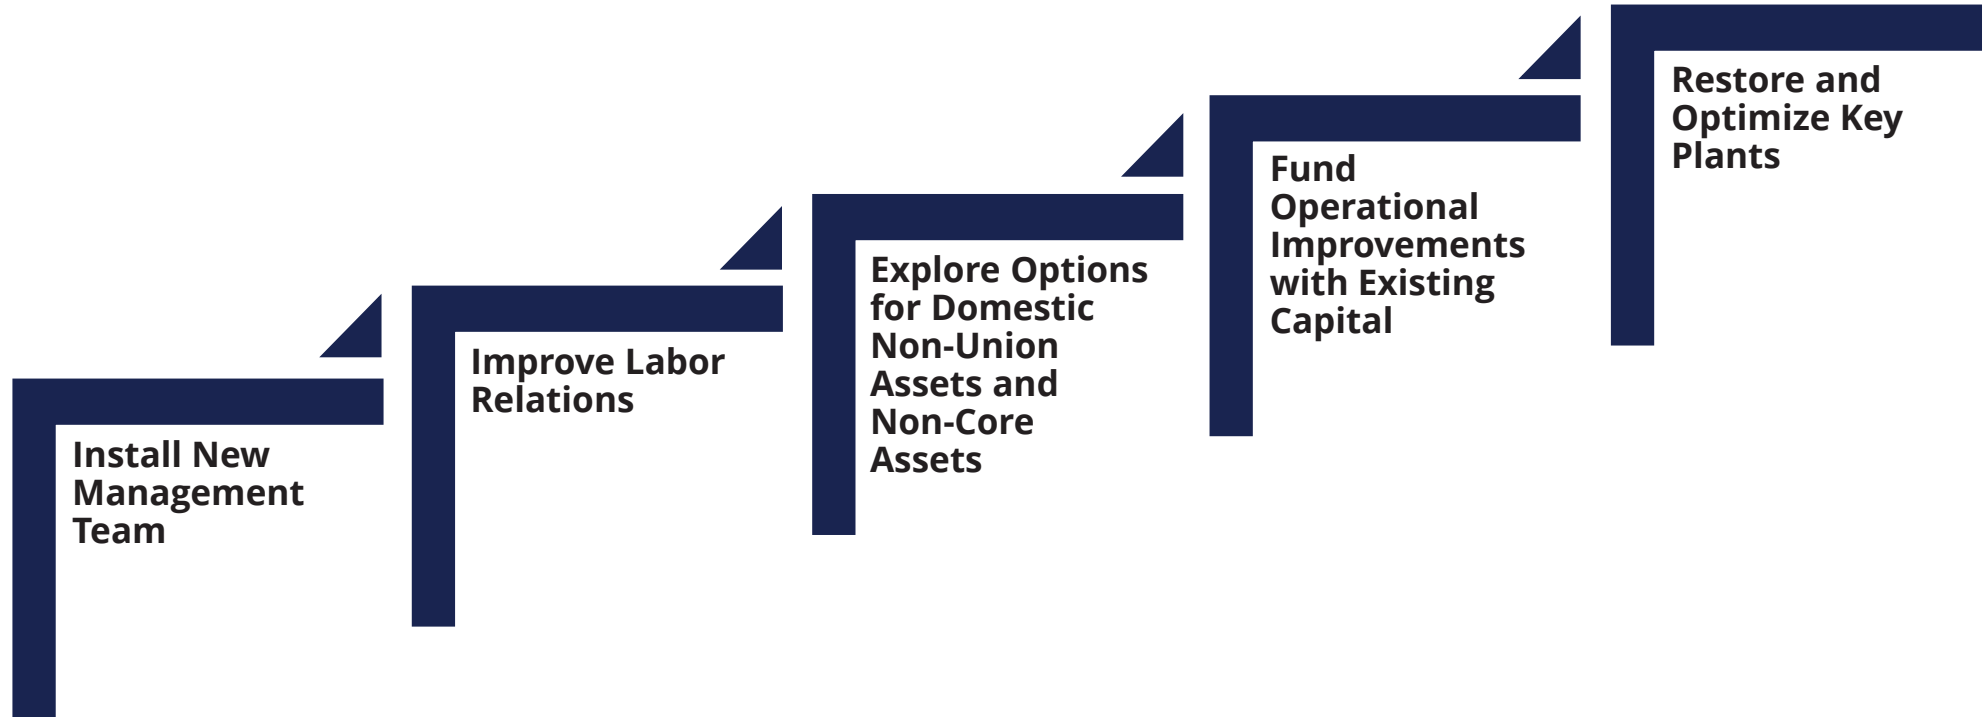 Install New
Management
Team
Improve Labor
Relations
Explore Options
for Domestic
Non-Union
Assets and
Non-Core
Assets
Fund
Operational
Improvements
with Existing
Capital
Restore and
Optimize Key
Plants